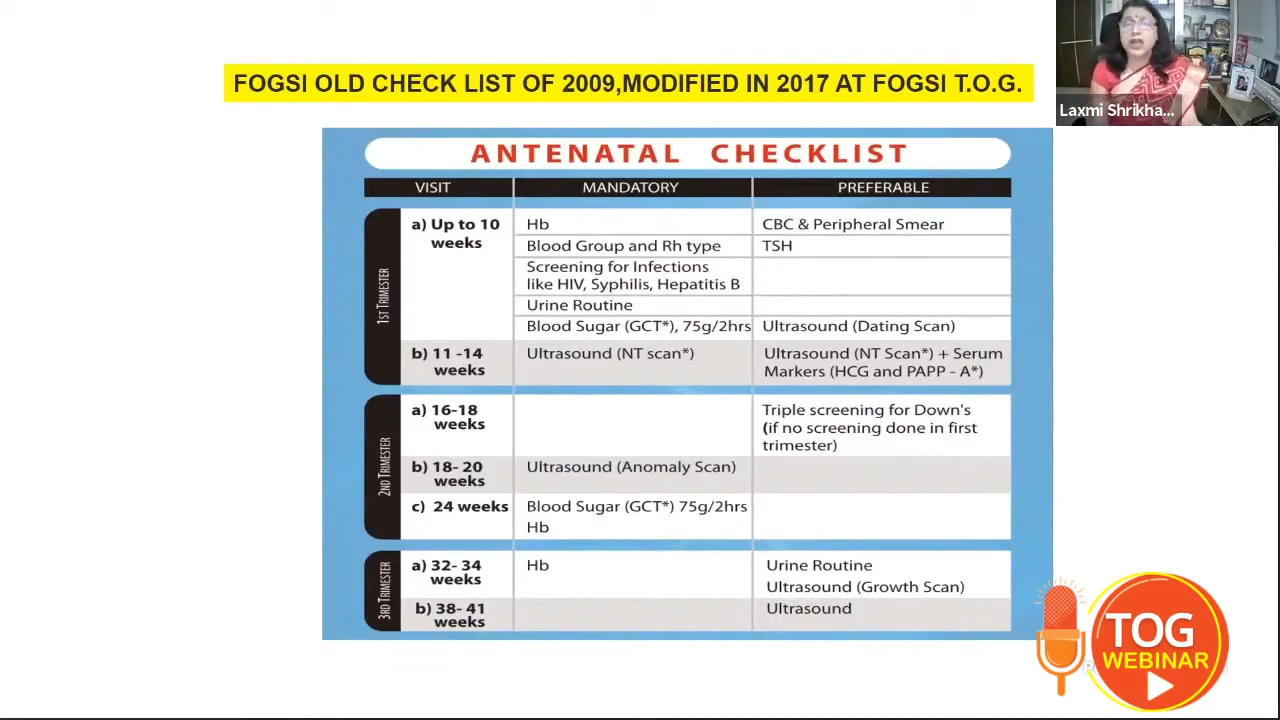 FOGSI OLD CHECK LIST OF 2009,MODIFIED IN 2017 AT FOGSI T.O.G.
Laxmi Shrikha...
ANTENATAL CHECKLIST
VISIT MANDATORY PREFERABLE
1ST TRIMESTER
a) Up to 10
weeks
Hb
CBC & Peripheral Smear
Blood Group and Rh type
TSH
Screening for Infections
like HIV, Syphilis, Hepatitis B
Urine Routine
Blood Sugar (GCT*), 75g/2hrs
Ultrasound (Dating Scan)
b) 11 -14
weeks
Ultrasound (NT scan*)
Ultrasound (NT Scan*) + Serum
Markers (HCG and PAPP - A*)
2ND TRIMESTER
a) 16-18
weeks
Triple screening for Down's
(if no screening done in first
trimester)
b) 18- 20
weeks
Ultrasound (Anomaly Scan)
c) 24 weeks
Blood Sugar (GCT*) 75g/2hrs
Hb
3RD TRIMESTER
a) 32- 34
weeks
Hb
Urine Routine
Ultrasound (Growth Scan)
b) 38- 41
weeks
Ultrasound
TOG
WEBINAR